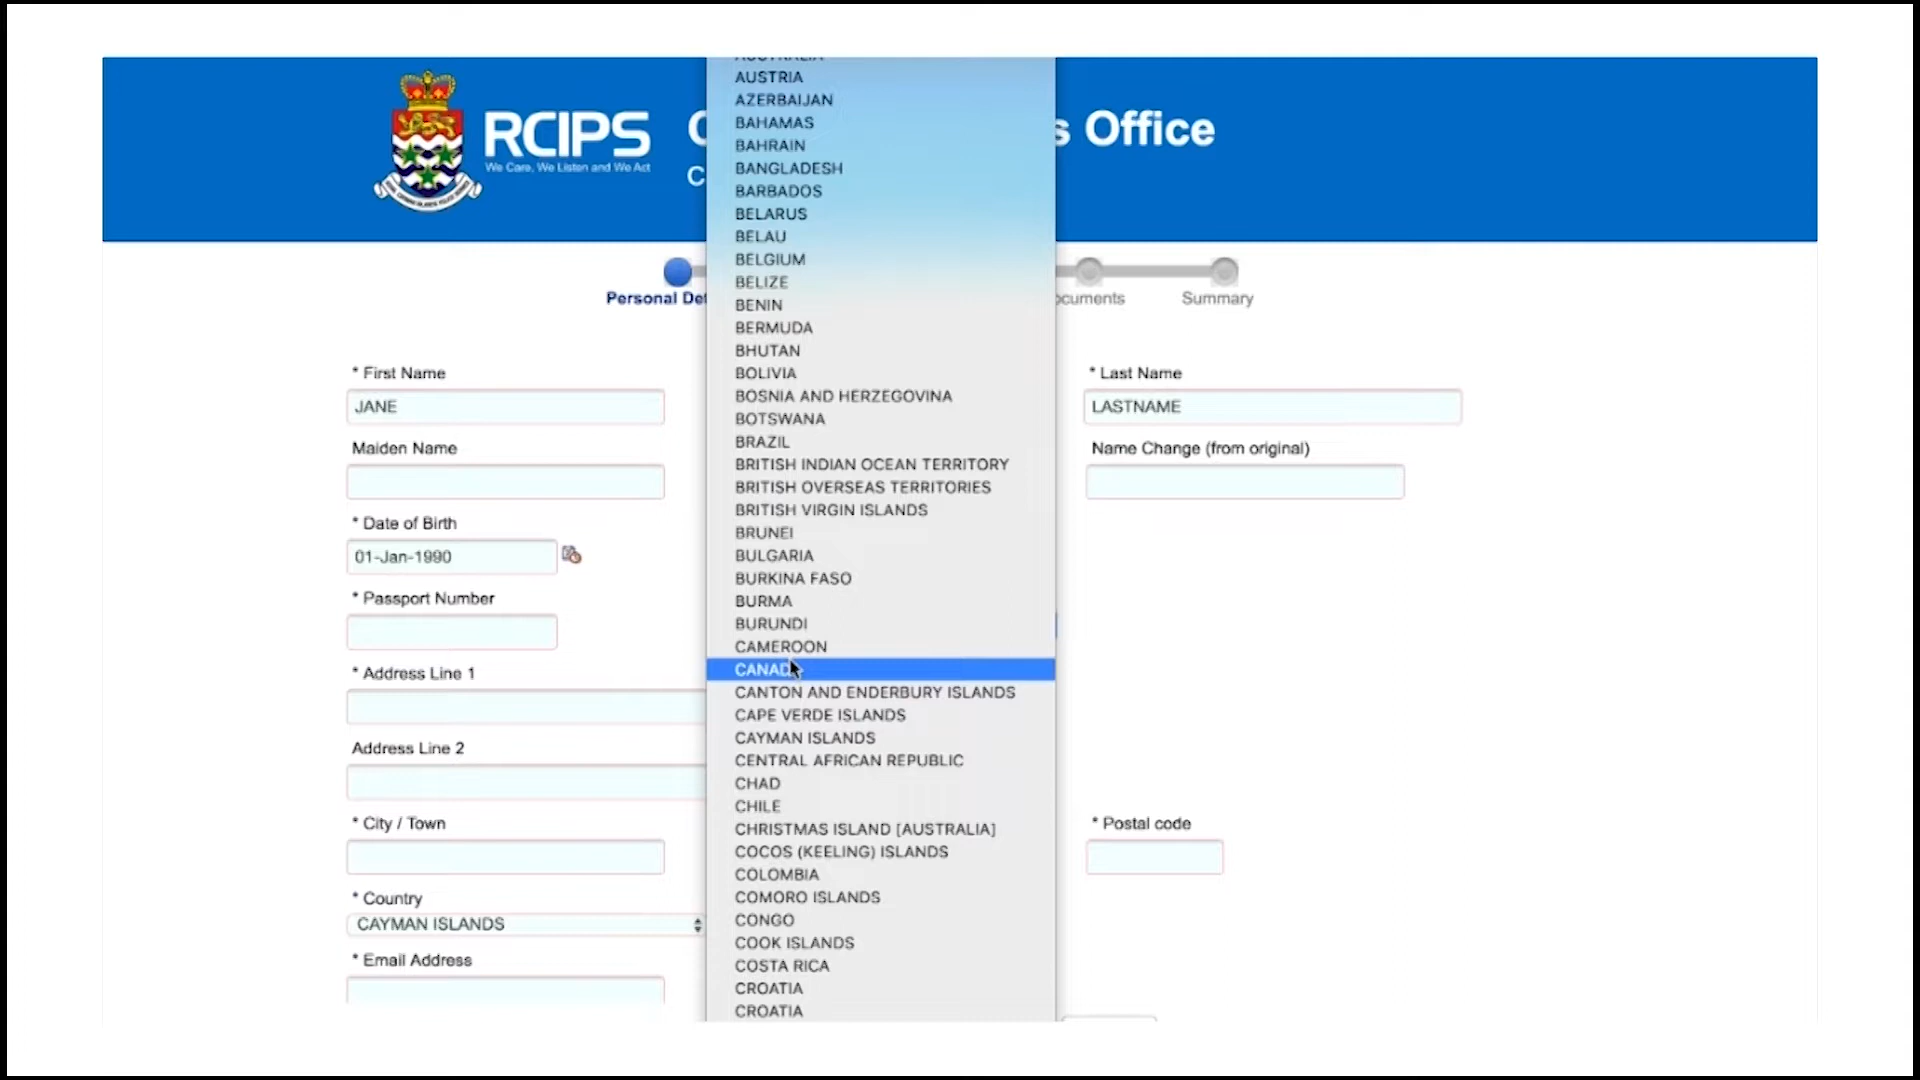 RCIPS
We Care, We Listen and We Act
s Office
Summary
* First Name
JANE
Maiden Name
* Date of Birth
01-Jan-1990
* Passport Number
* Address Line 1
Address Line 2
* City / Town
* Country
CAYMAN ISLANDS
* Email Address
AUSTRALIA
AUSTRIA
AZERBAIJAN
BAHAMAS
BAHRAIN
BANGLADESH
BARBADOS
BELARUS
BELAU
BELGIUM
BELIZE
BENIN
BERMUDA
BHUTAN
BOLIVIA
BOSNIA AND HERZEGOVINA
BOTSWANA
BRAZIL
BRITISH INDIAN OCEAN TERRITORY
BRITISH OVERSEAS TERRITORIES
BRITISH VIRGIN ISLANDS
BRUNEI
BULGARIA
BURKINA FASO
BURMA
BURUNDI
CAMEROON
CANAD
CANTON AND ENDERBURY ISLANDS
CAPE VERDE ISLANDS
CAYMAN ISLANDS
CENTRAL AFRICAN REPUBLIC
CHAD
CHILE
CHRISTMAS ISLAND [AUSTRALIA]
COCOS (KEELING) ISLANDS
COLOMBIA
COMORO ISLANDS
CONGO
COOK ISLANDS
COSTA RICA
CROATIA
CROATIA
* Last Name
LASTNAME
Name Change (from original)
* Postal code
Personal Det
ocuments